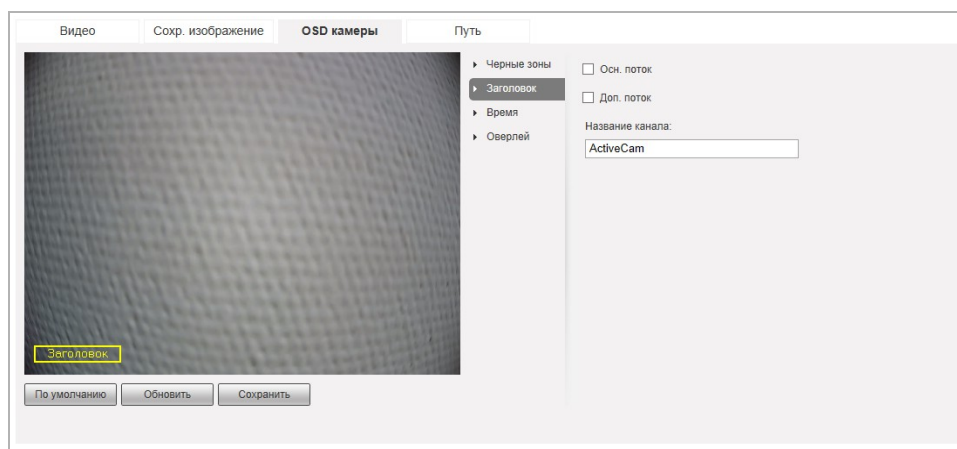 Видео Сохр. изображение OSD камеры Путь
Черные зоны
Заголовок
Время
Оверлей
Осн. поток
Доп. поток
Название канала:
ActiveCam
Заголовок
По умолчанию Обновить Сохранить